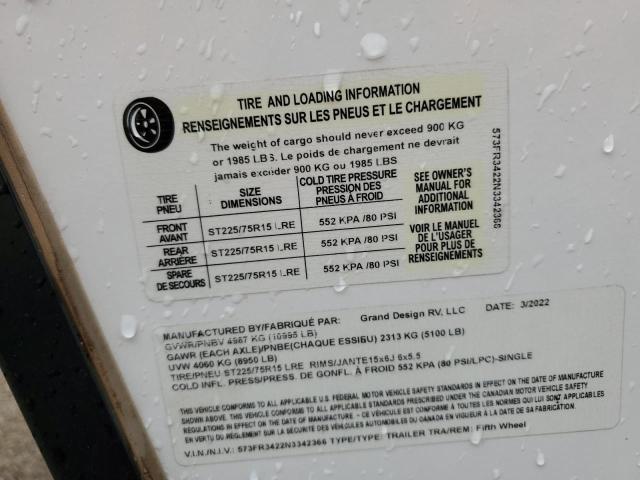 TIRE AND LOADING INFORMATION
RENSEIGNEMENTS SUR LES PNEUS ET LE CHARGEMENT
The weight of cargo should never exceed 900 KG
or 1985 LBS. Le poids de chargement ne devrait
jamais excéder 900 KG ou 1985 LBS
TIRE PNEU
SIZE DIMENSIONS
COLD TIRE PRESSURE PRESSION DES PNEUS À FROID
FRONT AVANT
ST225/75R15 LRE
552 KPA /80 PSI
REAR ARRIÈRE
ST225/75R15 LRE
552 KPA /80 PSI
SPARE DE SECOURS
ST225/75R15 LRE
552 KPA /80 PSI
SEE OWNER'S
MANUAL FOR
ADDITIONAL
INFORMATION
VOIR LE MANUEL
DE L'USAGER
POUR PLUS DE
RENSEIGNEMENTS
573FR3422N3342366
MANUFACTURED BY/FABRIQUÉ PAR: Grand Design RV, LLC DATE: 3/2022
GVWR/PNBV 4987 KG (10995 LB)
GAWR (EACH AXLE)/PNBE(CHAQUE ESSIEU) 2313 KG (5100 LB)
UVW 4060 KG (8950 LB)
TIRE/PNEU ST225/75R15 LRE RIMS/JANTE 15x6J 6x5.5
COLD INFL. PRESS/PRESS. DE GONFL. À FROID 552 KPA (80 PSI/LPC)-SINGLE
THIS VEHICLE CONFORMS TO ALL APPLICABLE U.S. FEDERAL MOTOR VEHICLE SAFETY STANDARDS IN EFFECT ON THE DATE OF MANUFACTURE
SHOWN ABOVE. THIS VEHICLE CONFORMS TO ALL APPLICABLE STANDARDS PRESCRIBED UNDER THE CANADIAN MOTOR VEHICLE SAFETY
REGULATIONS IN EFFECT ON THE DATE OF MANUFACTURE - CE VÉHICULE EST CONFORME À TOUTES LES NORMES QUI LUI SONT APPLICABLES
EN VERTU DU RÈGLEMENT SUR LA SÉCURITÉ DES VÉHICULES AUTOMOBILES DU CANADA EN VIGUEUR À LA DATE DE SA FABRICATION.
V.I.N./N.I.V.: 573FR3422N3342366 TYPE/TYPE: TRAILER TRA/REM: Fifth Wheel